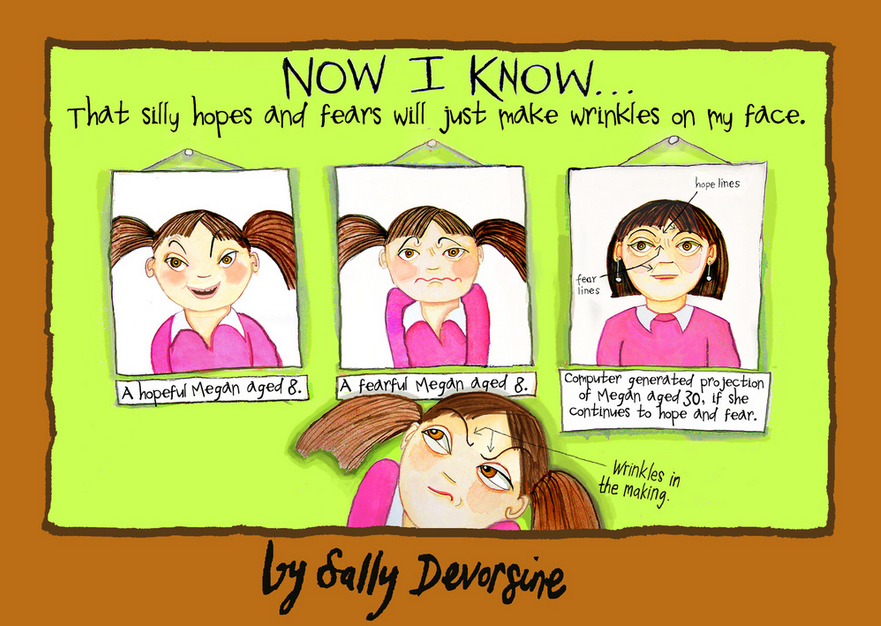 NOW I KNOW...
That silly hopes and fears will just make wrinkles on my face.
hope lines
fear
lines
A hopeful Megan aged 8.
A fearful Megan aged 8.
Computer generated projection
of Megan aged 30, if she
continues to hope and fear.
Wrinkles in
the making.
by Sally Devorsine